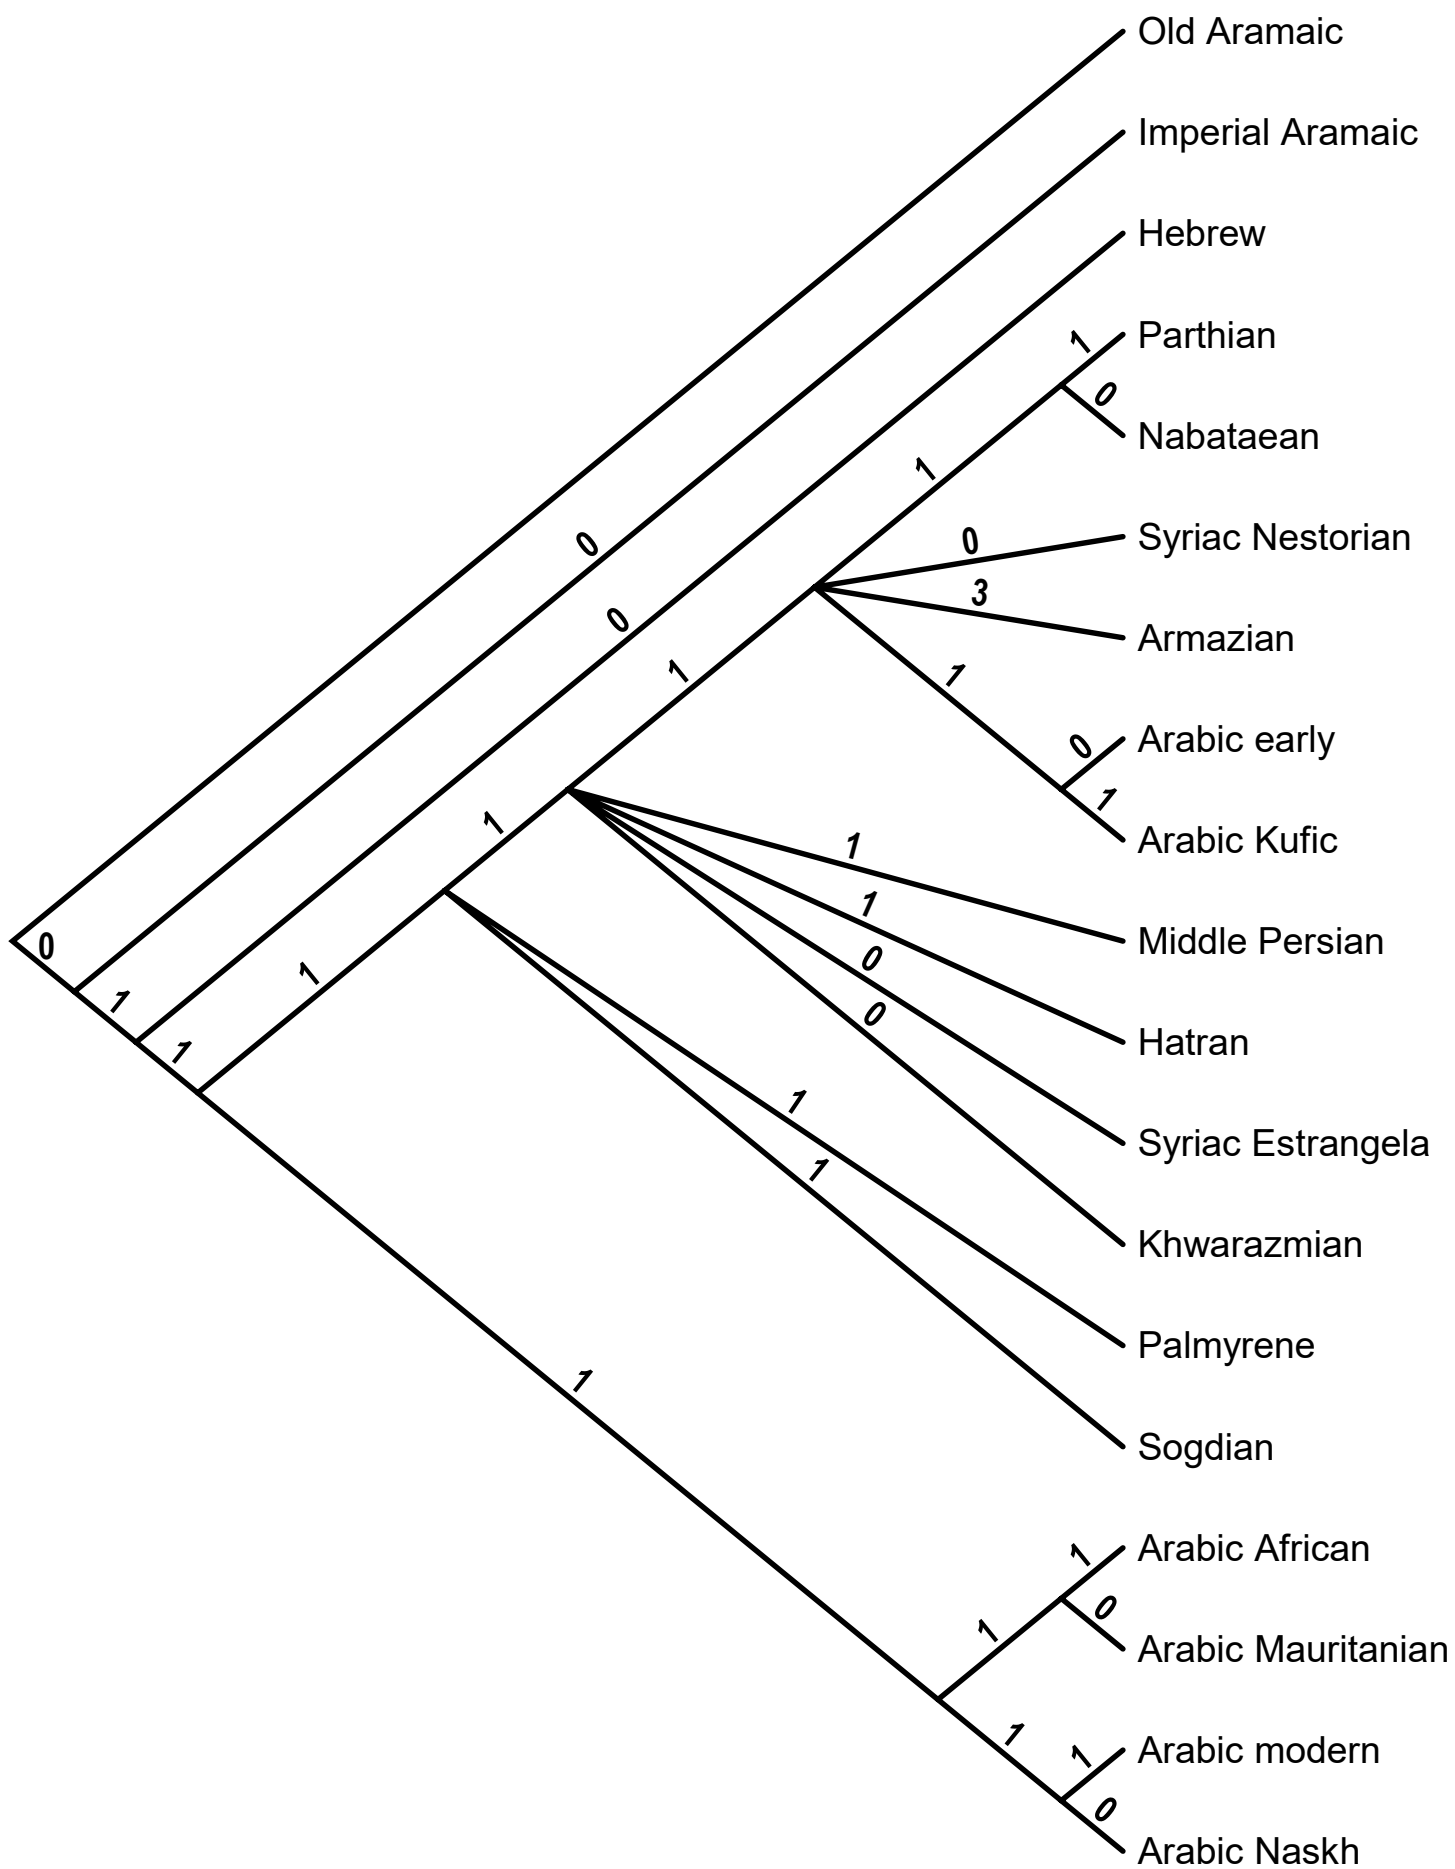 Old Aramaic
Imperial Aramaic
Hebrew
1 Parthian
0
Nabataean
1
0 Syriac Nestorian
0
3
0
Armazian
1
1
0 Arabic early
1
1
Arabic Kufic
1
1
0 1
Middle Persian
0
1
1
0
Hatran
1
1
Syriac Estrangela
Khwarazmian
Palmyrene
1
Sogdian
1 Arabic African
0
1
Arabic Mauritanian
1
1 Arabic modern
0
Arabic Naskh